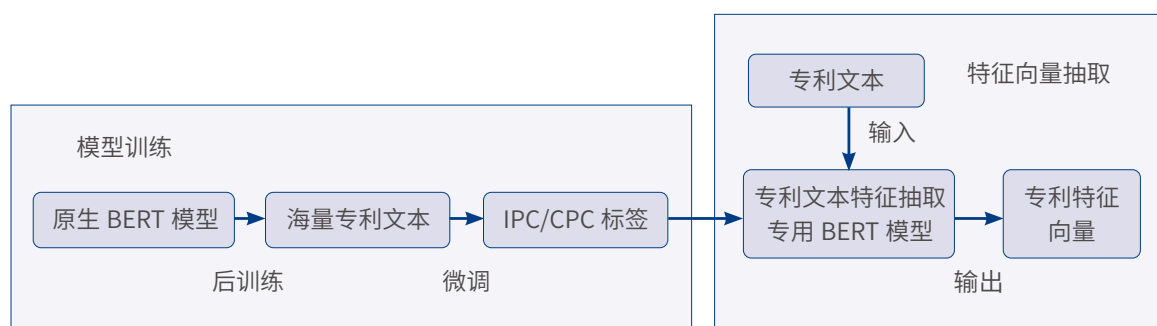 模型训练
原生 BERT 模型
海量专利文本
IPC/CPC 标签
后训练
微调
特征向量抽取
专利文本
输入
专利文本特征抽取
专用 BERT 模型
专利特征
向量
输出